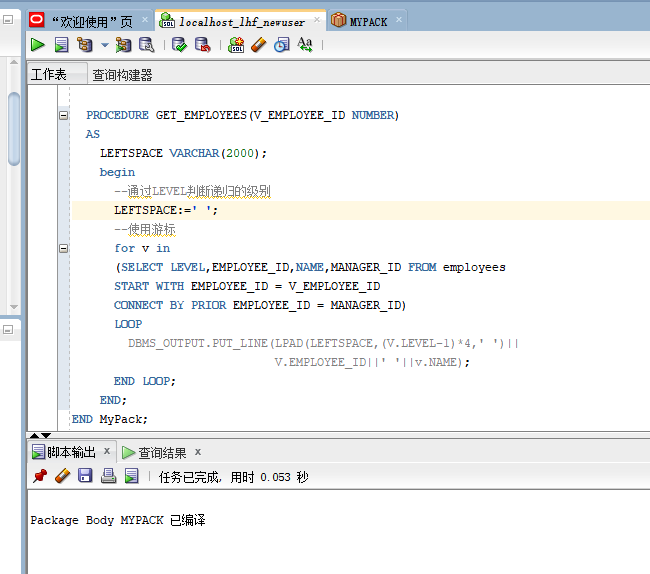 “欢迎使用”页 localhost_lhf_newuser MYPACK
工作表 查询构建器
PROCEDURE GET_EMPLOYEES(V_EMPLOYEE_ID NUMBER)
AS
LEFTSPACE VARCHAR(2000);
begin
--通过LEVEL判断递归的级别
LEFTSPACE:=' ';
--使用游标
for v in
(SELECT LEVEL,EMPLOYEE_ID,NAME,MANAGER_ID FROM employees
START WITH EMPLOYEE_ID = V_EMPLOYEE_ID
CONNECT BY PRIOR EMPLOYEE_ID = MANAGER_ID)
LOOP
DBMS_OUTPUT.PUT_LINE(LPAD(LEFTSPACE,(V.LEVEL-1)*4,' ')||
V.EMPLOYEE_ID||' '||v.NAME);
END LOOP;
END;
END MyPack;
脚本输出 x 查询结果 x
任务已完成, 用时 0.053 秒
Package Body MYPACK 已编译